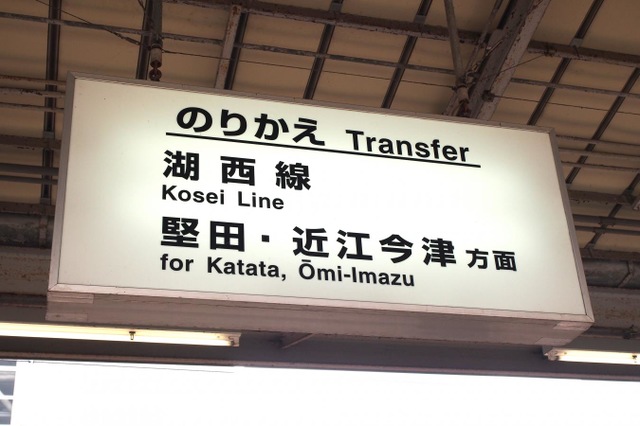 のりかえ Transfer
湖西線
Kosei Line
堅田・近江今津方面
for Katata, Ōmi-Imazu